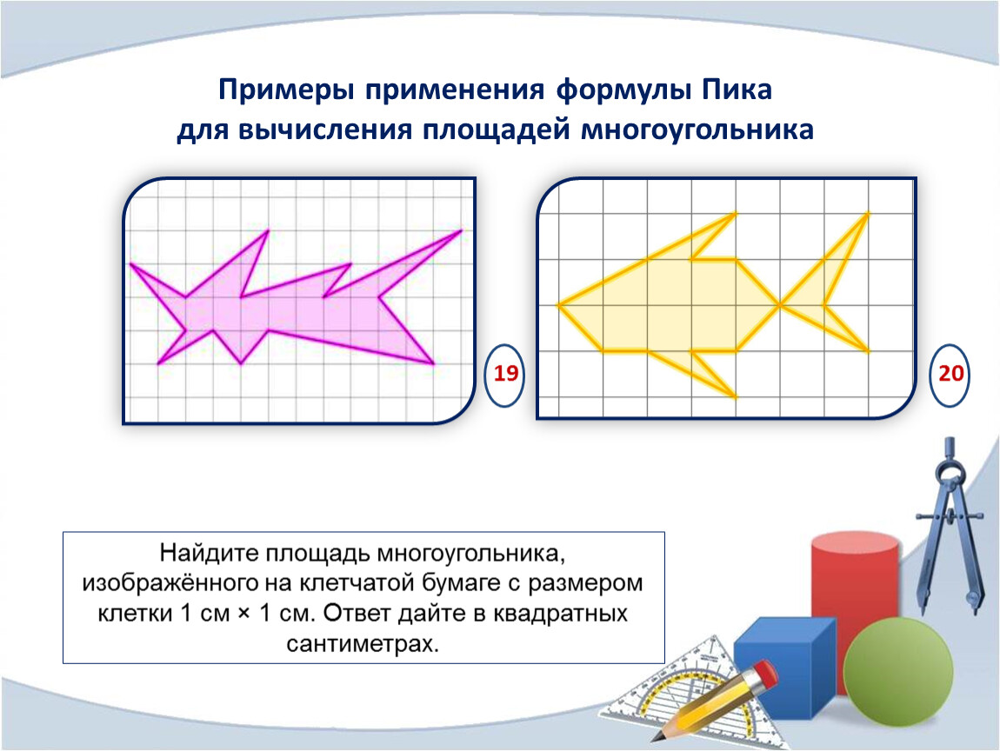 Примеры применения формулы Пика
для вычисления площадей многоугольника
19
20
Найдите площадь многоугольника,
изображённого на клетчатой бумаге с размером
клетки 1 см × 1 см. Ответ дайте в квадратных
сантиметрах.